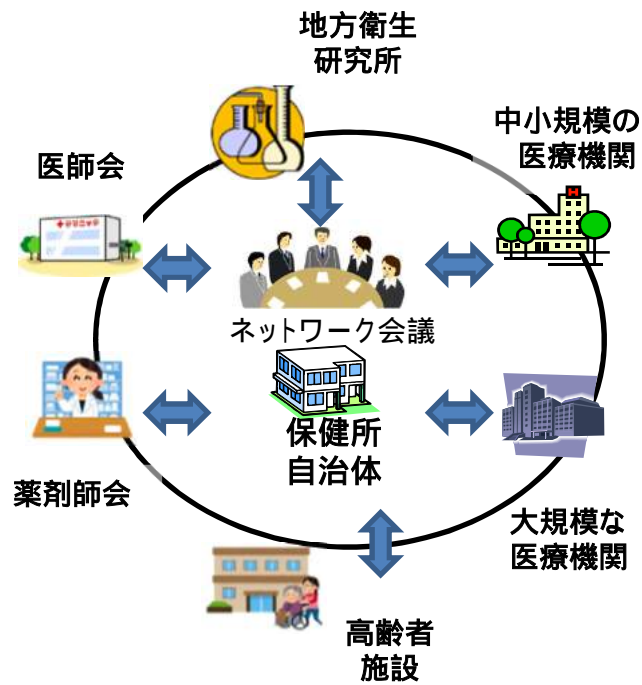 地方衛生
研究所
中小規模の
医療機関
医師会
H
ネットワーク会議
保健所
自治体
薬剤師会
大規模な
医療機関
高齢者
施設